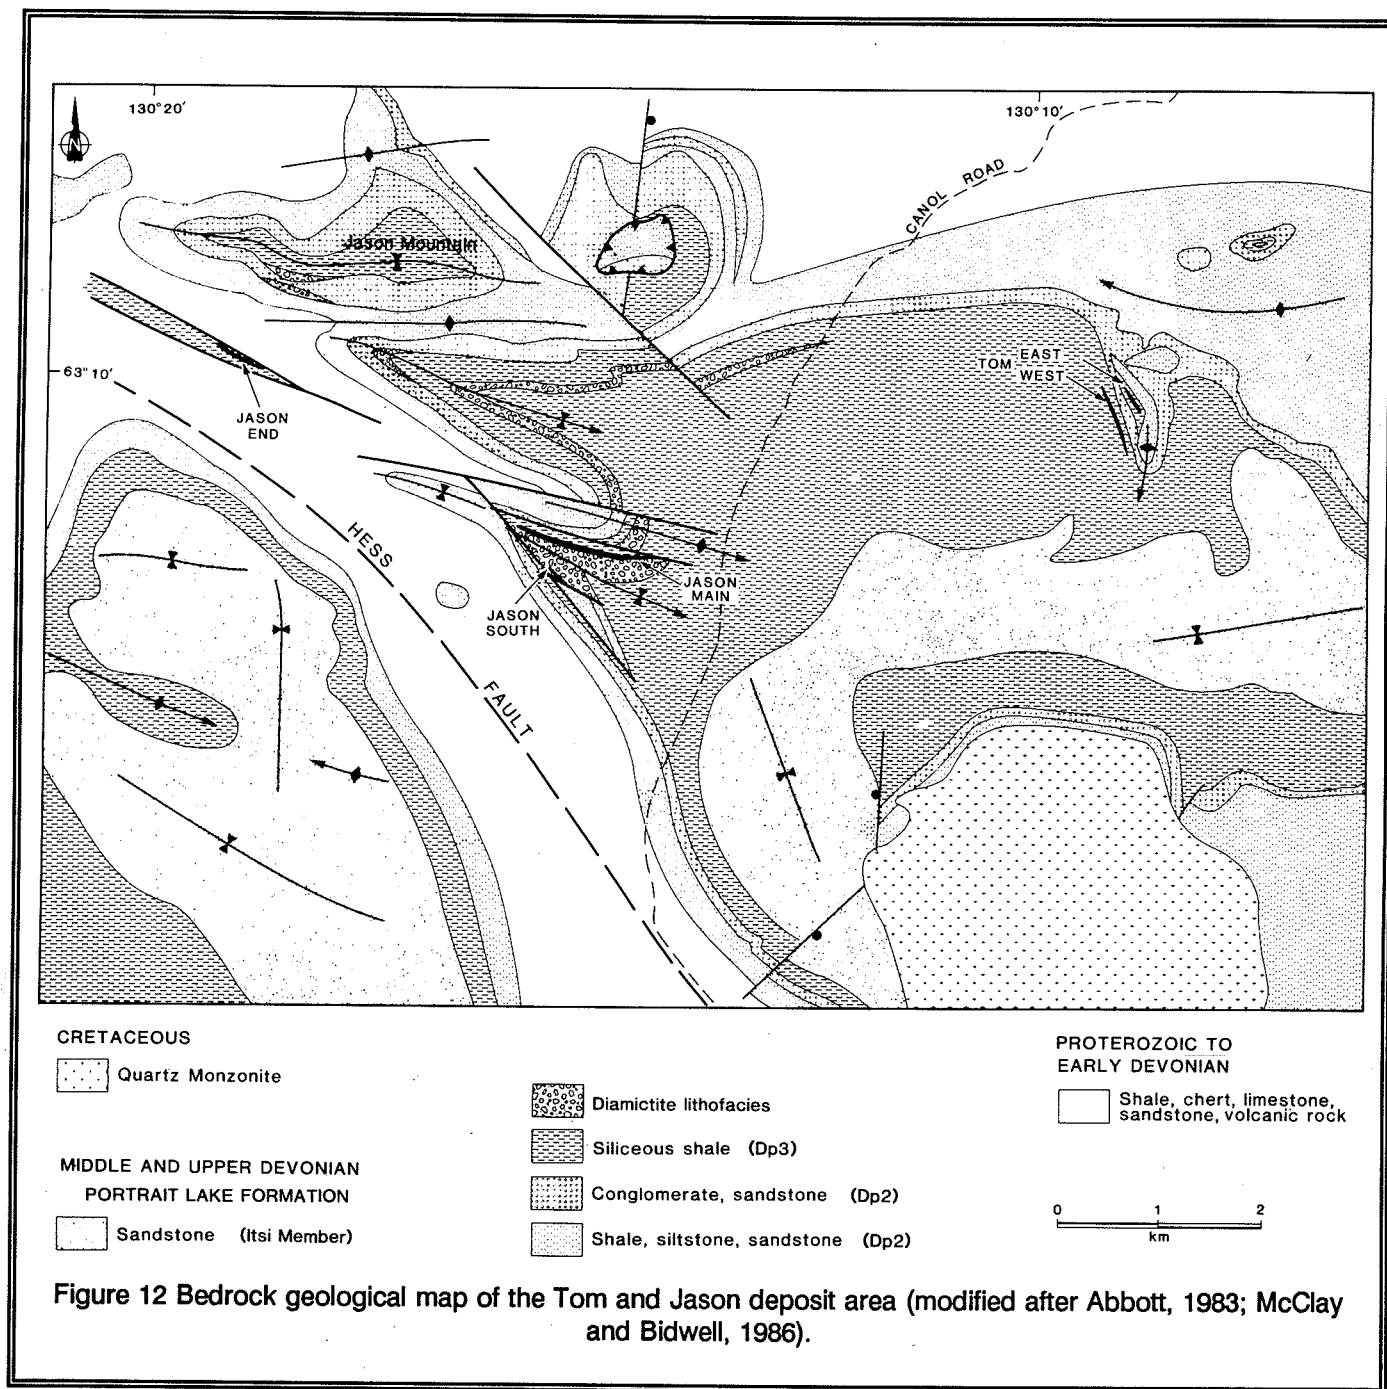 130°20'
130°10'
N
CANOL ROAD
Jason Mountain
63°10'
TOM
EAST
WEST
JASON
END
HESS
FAULT
JASON
MAIN
JASON
SOUTH
CRETACEOUS
Quartz Monzonite
MIDDLE AND UPPER DEVONIAN
PORTRAIT LAKE FORMATION
Sandstone (Itsi Member)
Diamictite lithofacies
Siliceous shale (Dp3)
Conglomerate, sandstone (Dp2)
Shale, siltstone, sandstone (Dp2)
PROTEROZOIC TO
EARLY DEVONIAN
Shale, chert, limestone,
sandstone, volcanic rock
0 1 2
km
Figure 12 Bedrock geological map of the Tom and Jason deposit area (modified after Abbott, 1983; McClay
and Bidwell, 1986).